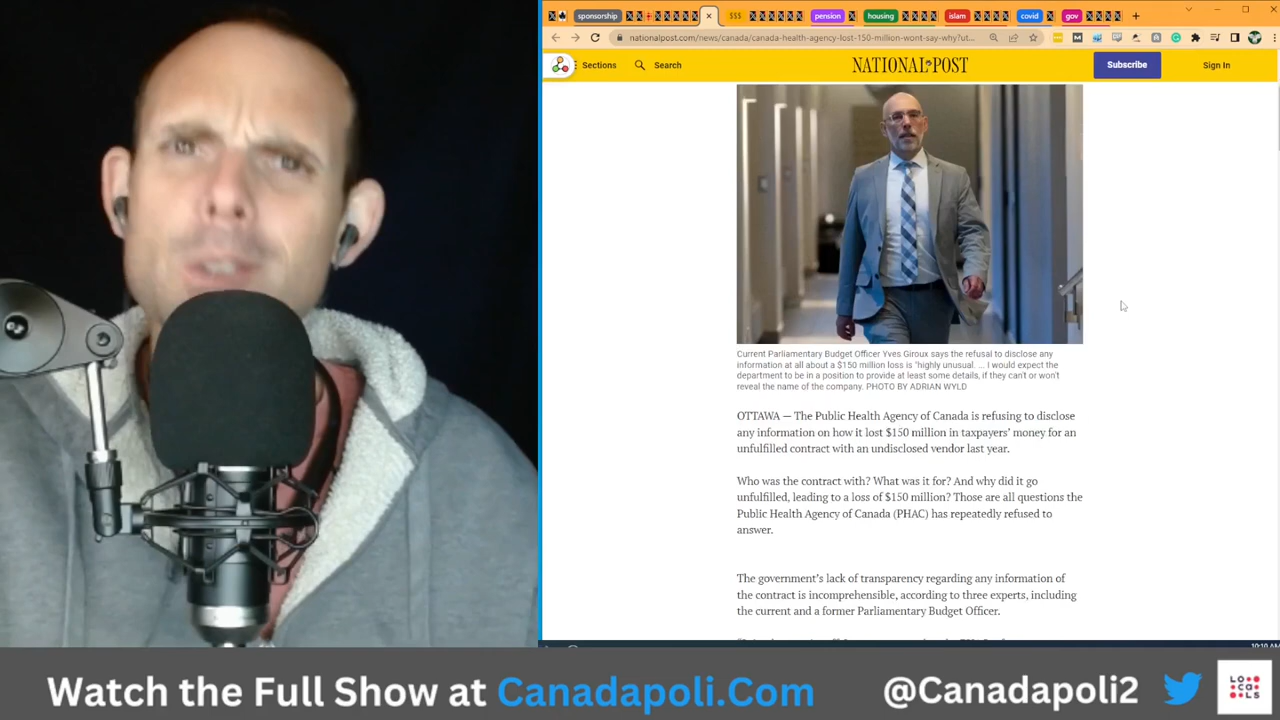 sponsorship
$$$
pension
housing
islam
covid
gov
nationalpost.com/news/canada/canada-health-agency-lost-150-million-wont-say-why?ut...
Sections
Search
NATIONAL POST
Subscribe
Sign In
Current Parliamentary Budget Officer Yves Giroux says the refusal to disclose any
information at all about a $150 million loss is "highly unusual. ... I would expect the
department to be in a position to provide at least some details, if they can't or won't
reveal the name of the company. PHOTO BY ADRIAN WYLD
OTTAWA — The Public Health Agency of Canada is refusing to disclose
any information on how it lost $150 million in taxpayers' money for an
unfulfilled contract with an undisclosed vendor last year.
Who was the contract with? What was it for? And why did it go
unfulfilled, leading to a loss of $150 million? Those are all questions the
Public Health Agency of Canada (PHAC) has repeatedly refused to
answer.
The government's lack of transparency regarding any information of
the contract is incomprehensible, according to three experts, including
the current and a former Parliamentary Budget Officer.
Watch the Full Show at Canadapoli.Com
@Canadapoli2
LOCALS